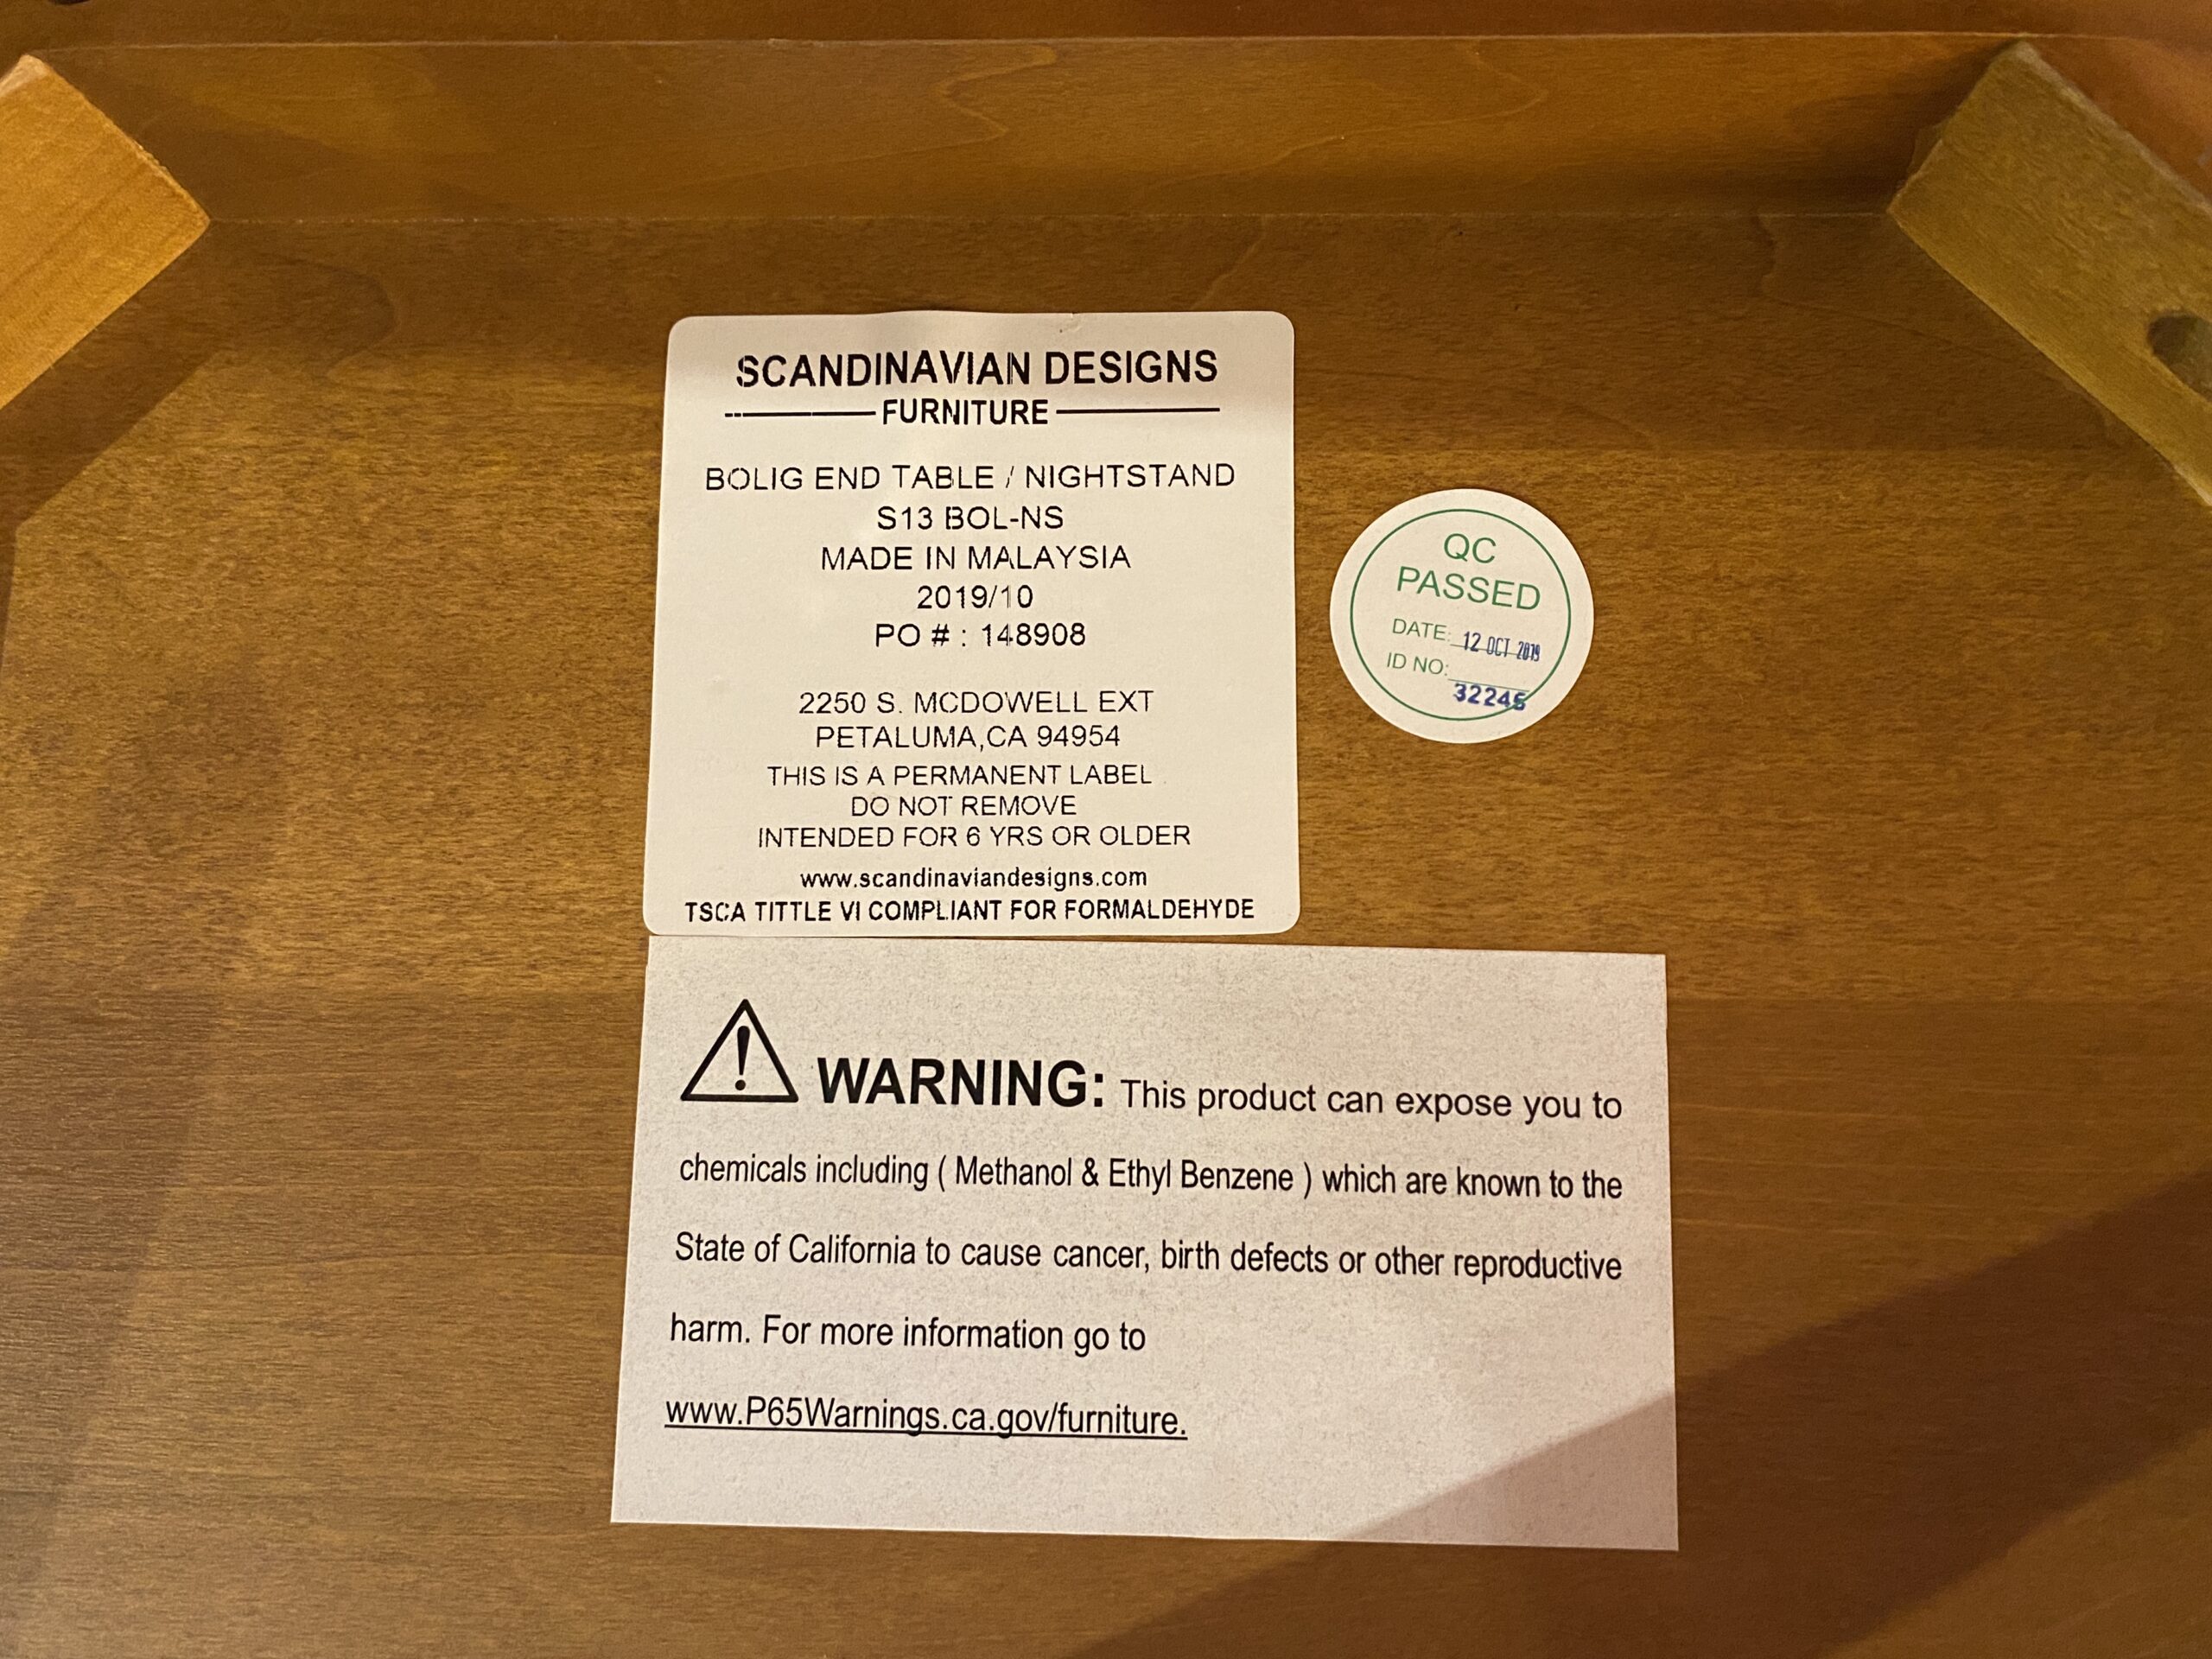 SCANDINAVIAN DESIGNS
FURNITURE
BOLIG END TABLE / NIGHTSTAND
S13 BOL-NS
MADE IN MALAYSIA
2019/10
PO # : 148908
2250 S. MCDOWELL EXT
PETALUMA,CA 94954
THIS IS A PERMANENT LABEL
DO NOT REMOVE
INTENDED FOR 6 YRS OR OLDER
www.scandinaviandesigns.com
TSCA TITTLE VI COMPLIANT FOR FORMALDEHYDE
QC
PASSED
DATE: 12 OCT 2019
ID NO:
WARNING: This product can expose you to
chemicals including ( Methanol & Ethyl Benzene ) which are known to the
State of California to cause cancer, birth defects or other reproductive
harm. For more information go to
www.P65Warnings.ca.gov/furniture.